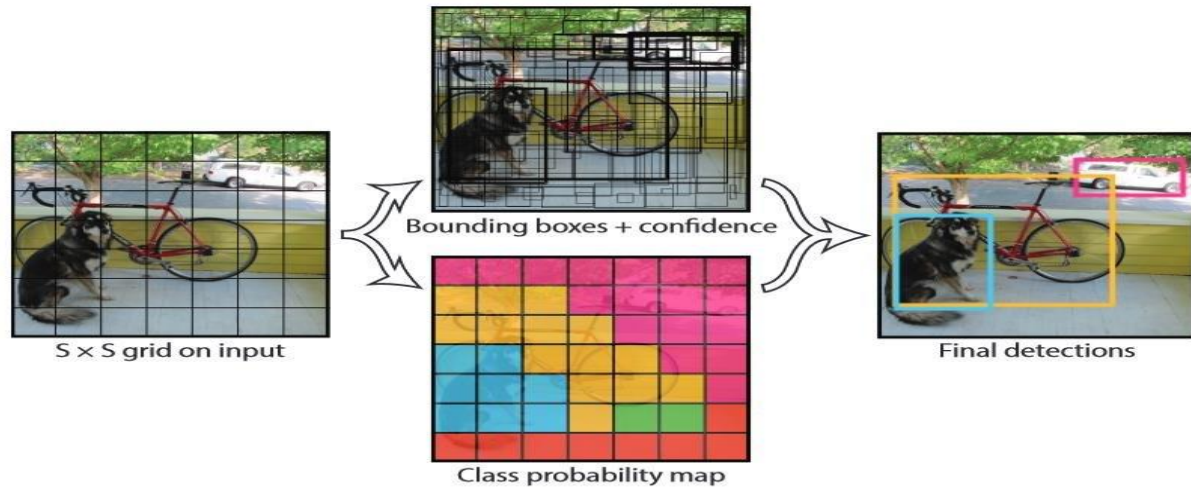 S × S grid on input
Bounding boxes + confidence
Class probability map
Final detections